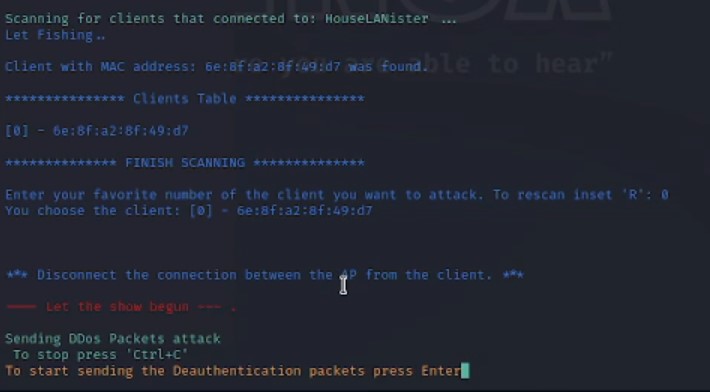 Scanning for clients that connected to: HouseLANister ...
Let Fishing..
Client with MAC address: 6e:8f:a2:8f:49:d7 was found.
able to hear”
*************** Clients Table ***************
[0] - 6e:8f:a2:8f:49:d7
************** FINISH SCANNING **************
Enter your favorite number of the client you want to attack. To rescan inset 'R': 0
You choose the client: [0] - 6e:8f:a2:8f:49:d7
*** Disconnect the connection between the AP from the client. ***
---- Let the show begun --- .
Sending DDos Packets attack
To stop press 'Ctrl+C'
To start sending the Deauthentication packets press Enter